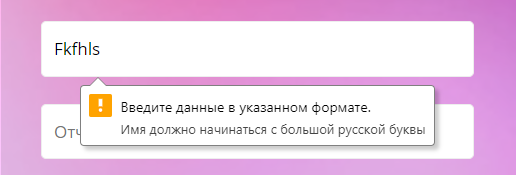 Fkfhls
Введите данные в указанном формате.
Имя должно начинаться с большой русской буквы